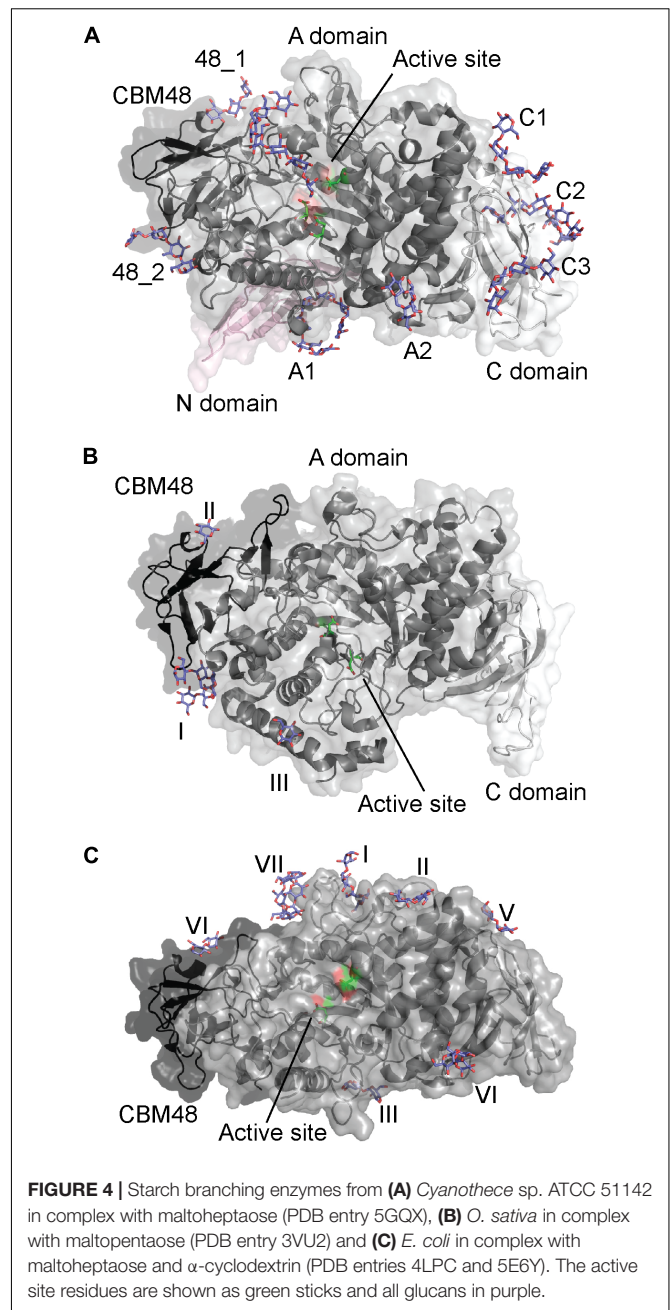 A
A domain
48_1
Active site
CBM48
C1
C2
48_2
C3
A1
A2
C domain
N domain
B
A domain
CBM48
II
I
III
Active site
C domain
C
VII
I
II
VI
V
CBM48
III
VI
Active site
FIGURE 4 | Starch branching enzymes from (A) Cyanothece sp. ATCC 51142
in complex with maltoheptaose (PDB entry 5GQX), (B) O. sativa in complex
with maltopentaose (PDB entry 3VU2) and (C) E. coli in complex with
maltoheptaose and α-cyclodextrin (PDB entries 4LPC and 5E6Y). The active
site residues are shown as green sticks and all glucans in purple.